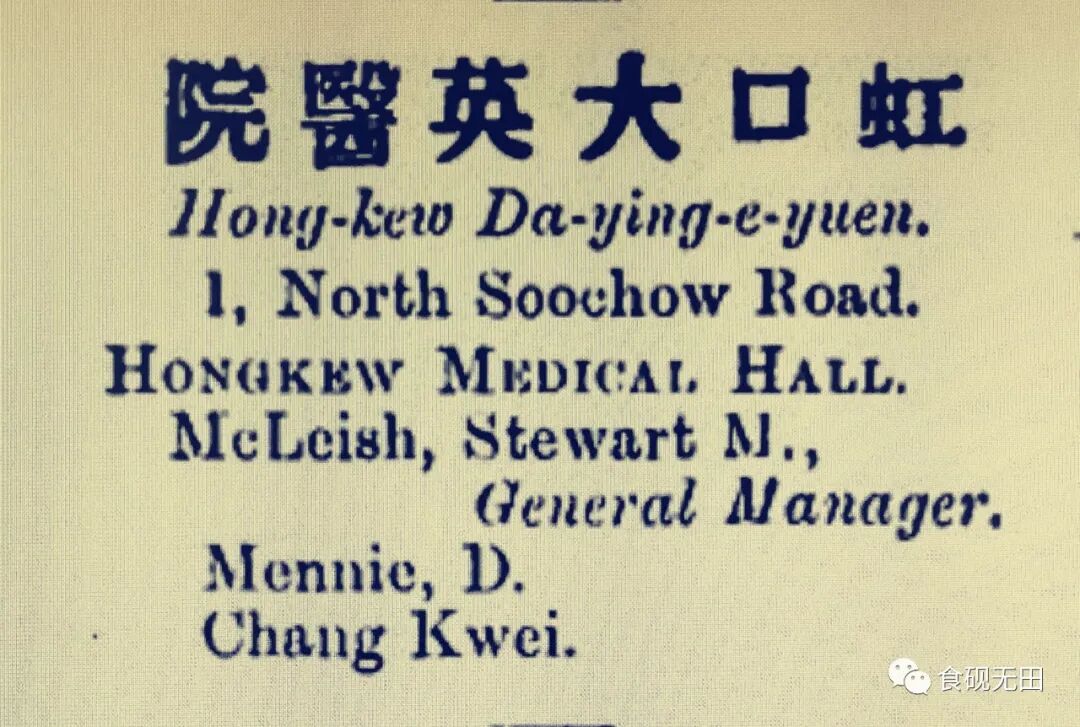 虹口大英醫院
Hong-kew Da-ying-e-yuen.
1, North Soochow Road.
HONGKEW MEDICAL HALL.
McLeish, Stewart M.,
General Manager.
Mennie, D.
Chang Kwei.
食砚无田